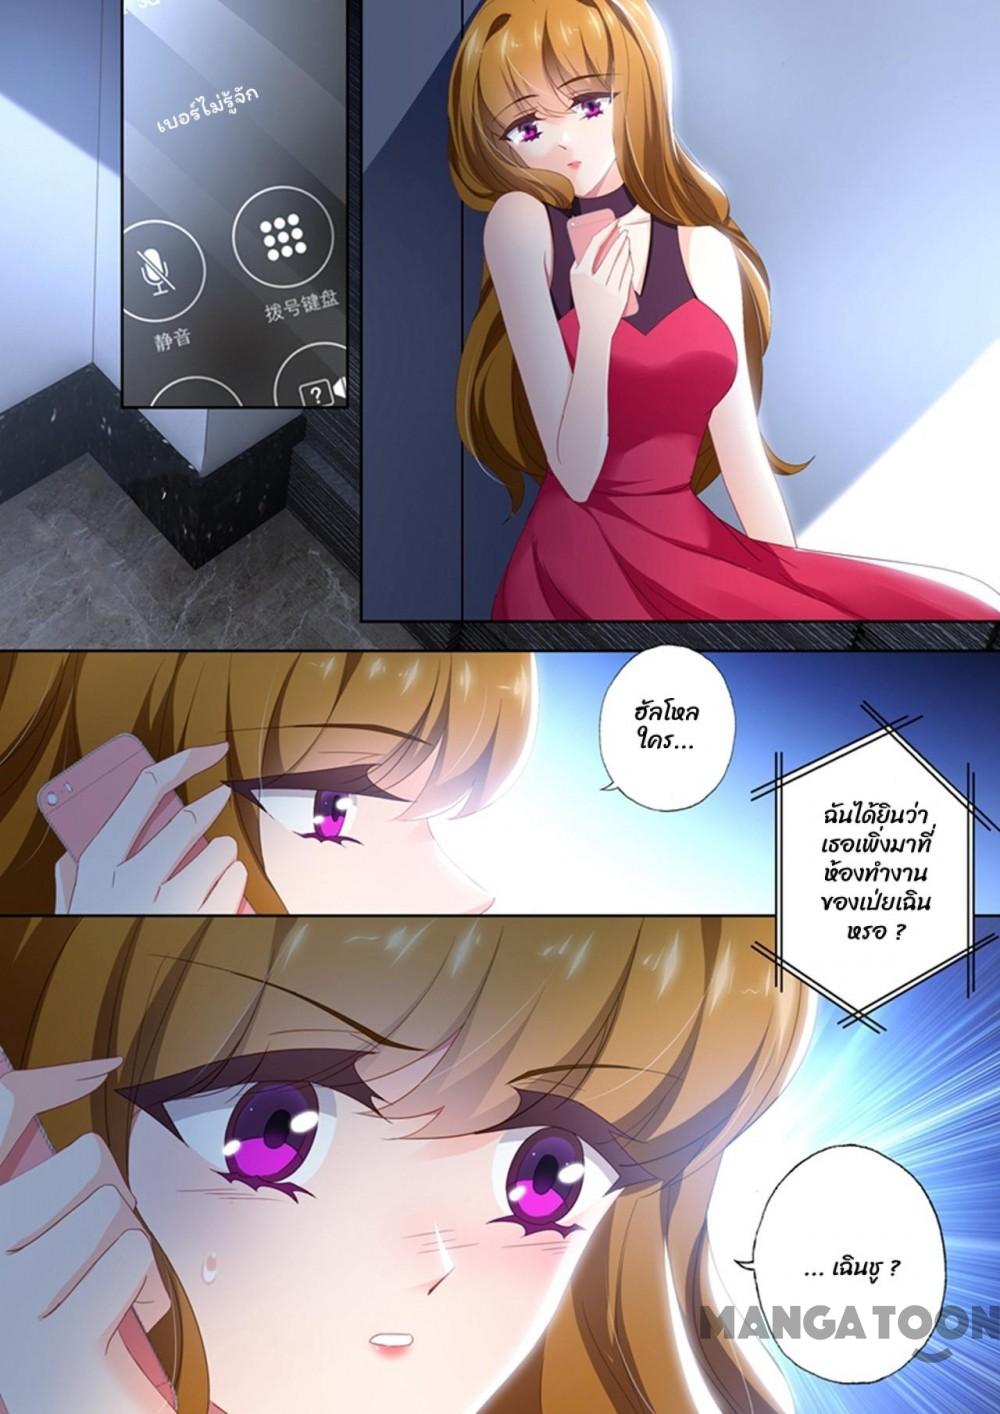 เบอร์ไม่รู้จัก
静音
拨号键盘
?
ฮัลโหล
ใคร...
ฉันได้ยินว่า
เธอเพิ่งมาที่
ห้องทำงาน
ของเป่ยเฉิน
หรอ ?
... เฉินชู ?
MANGATOON